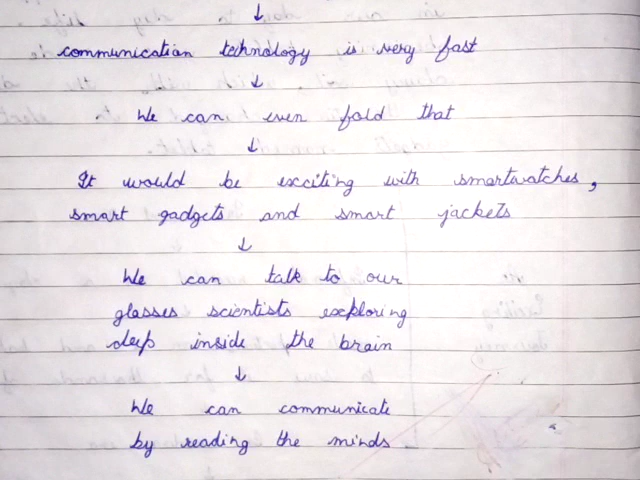 ↓
communication technology is very fast
↓
We can even fold that
↓
It would be exciting with smartwatches,
smart gadgets and smart jackets
↓
We can talk to our
glasses scientists exploring
deep inside the brain
↓
We can communicate
by reading the minds